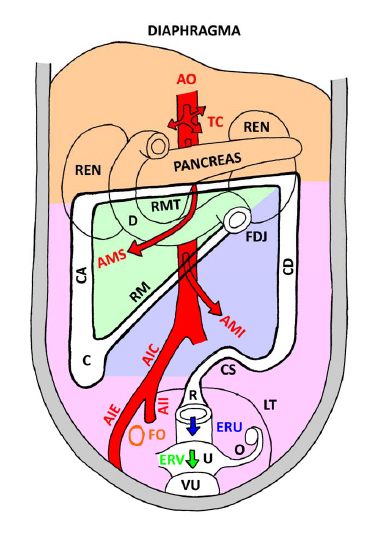 DIAPHRAGMA
AO
TC
REN
REN
PANCREAS
RMT
D
FDJ
AMS
CA
CD
RM
AMI
AIC
C
CS
R
LT
AIE
AII
FO
ERU
O
ERV
U
VU